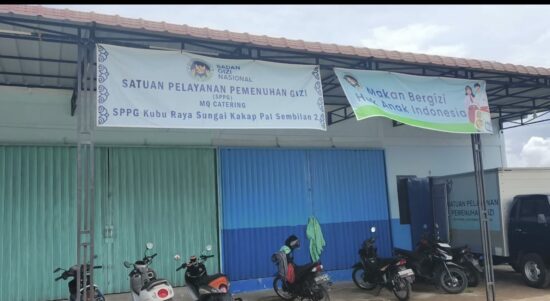 BADAN
GIZI
NASIONAL
SATUAN PELAYANAN PEMENUHAN GIZI
(SPPG)
MQ CATERING
SPPG Kubu Raya Sungai Kakap Pal Sembilan 2
Makan Bergizi
Hak Anak Indonesia
SATUAN PELAYANAN
PEMENUHAN GIZI